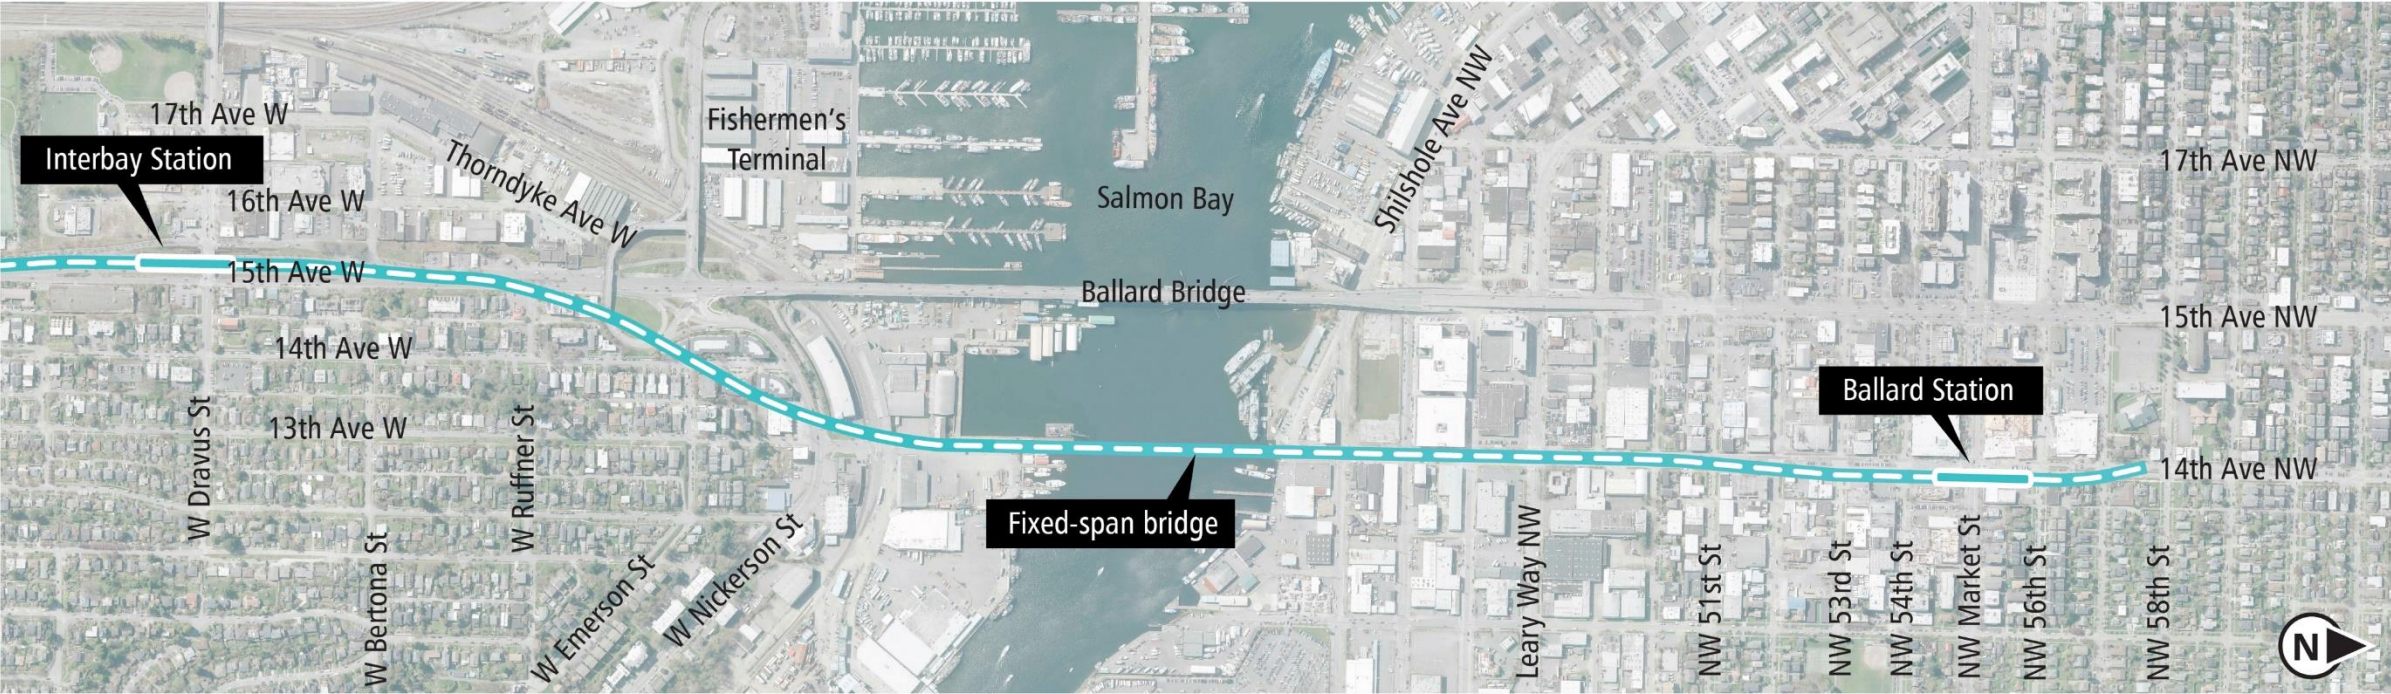 17th Ave W
Interbay Station
16th Ave W
15th Ave W
14th Ave W
13th Ave W
W Dravus St
W Bertona St
W Ruffner St
Thorndyke Ave W
W Emerson St
W Nickerson St
Fishermen's
Terminal
Salmon Bay
Ballard Bridge
Fixed-span bridge
Shilshole Ave NW
Leary Way NW
NW 51st St
NW 53rd St
NW 54th St
NW Market St
NW 56th St
NW 58th St
Ballard Station
17th Ave NW
15th Ave NW
14th Ave NW
N